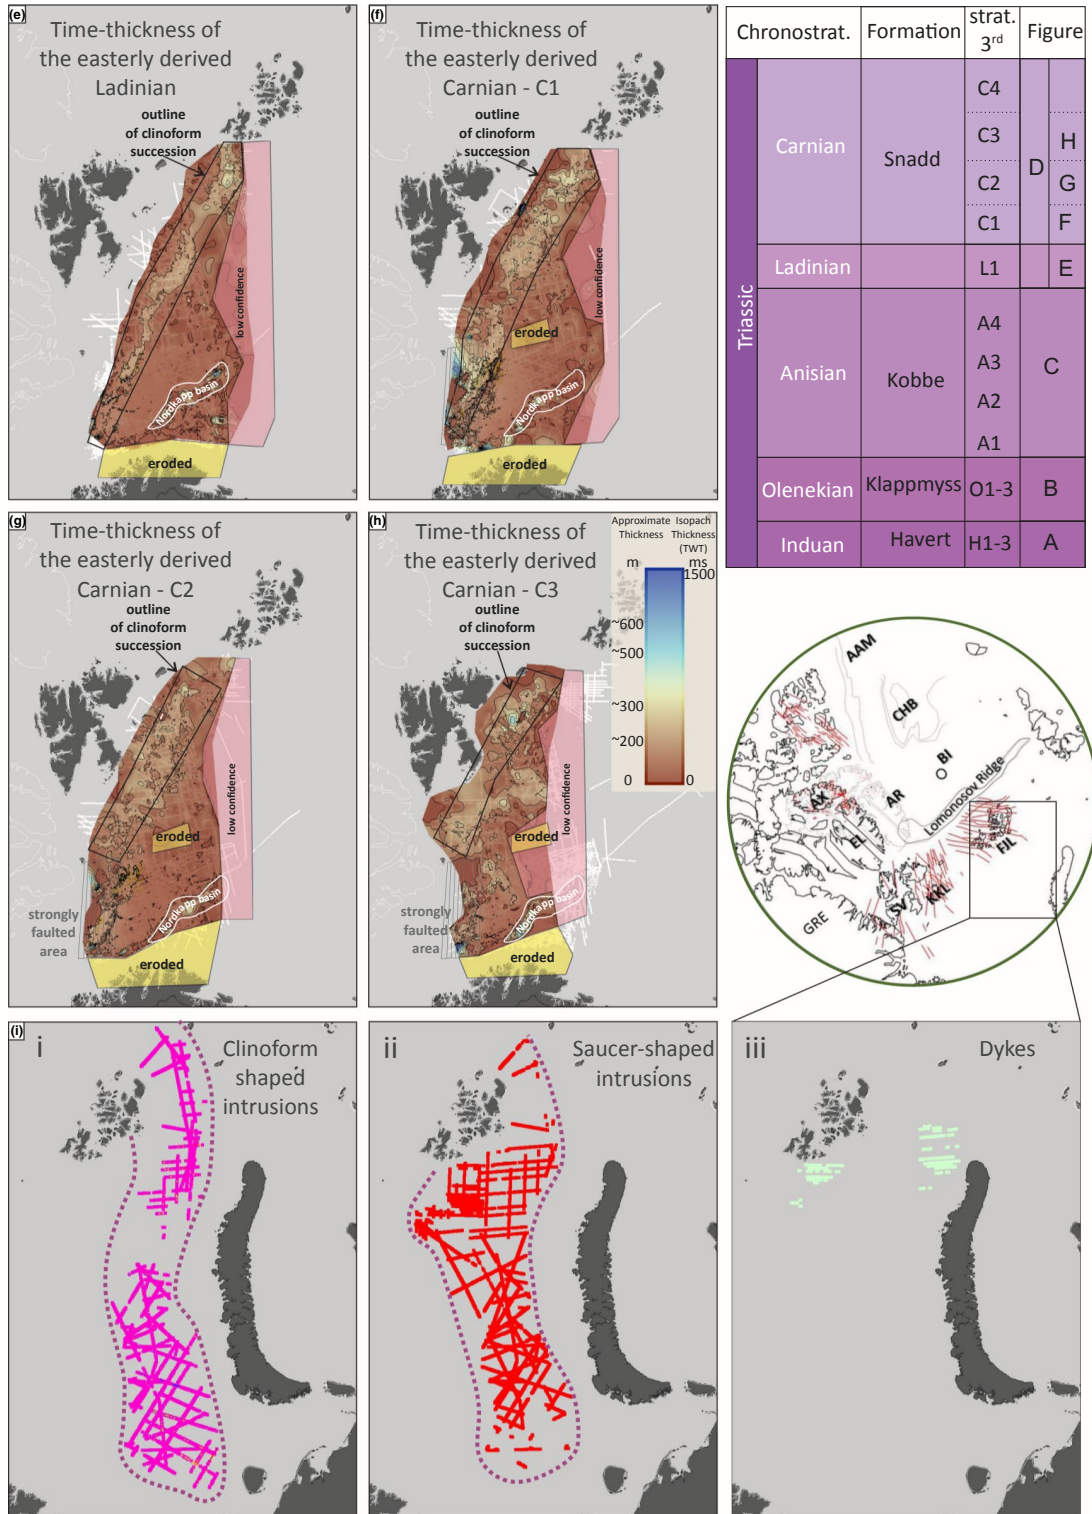 (e)
Time-thickness of
the easterly derived
Ladinian
outline
of clinoform
succession
low confidence
Nordkapp basin
eroded
(f)
Time-thickness of
the easterly derived
Carnian - C1
outline
of clinoform
succession
low confidence
eroded
Nordkapp basin
eroded
Chronostrat. Formation strat. 3rd Figure
Triassic
Carnian Snadd C4 C3 C2 C1 D H G F
Ladinian L1 E
Anisian Kobbe A4 A3 A2 A1 C
Olenekian Klappmyss O1-3 B
Induan Havert H1-3 A
(g)
Time-thickness of
the easterly derived
Carnian - C2
outline
of clinoform
succession
low confidence
eroded
Nordkapp basin
strongly
faulted
area
eroded
(h)
Time-thickness of
the easterly derived
Carnian - C3
outline
of clinoform
succession
Approximate Isopach
Thickness Thickness
(TWT)
m ms
1500
~600
~500
~300
~200
0 0
low confidence
eroded
Nordkapp basin
strongly
faulted
area
eroded
AAM
CHB
BI
Lomonosov Ridge
AR
AX
EL
FJL
KRL
SV
GRE
(i)
i
Clinoform
shaped
intrusions
ii
Saucer-shaped
intrusions
iii
Dykes